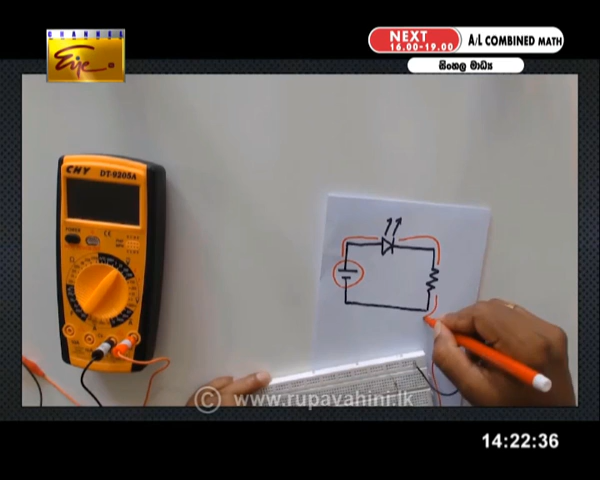 CHANNEL
Eye
NEXT
16.00-19.00
A/L COMBINED MATH
සිංහල මාධ්‍ය
CHY
DT-9205A
POWER
© www.rupavahini.lk
14:22:36